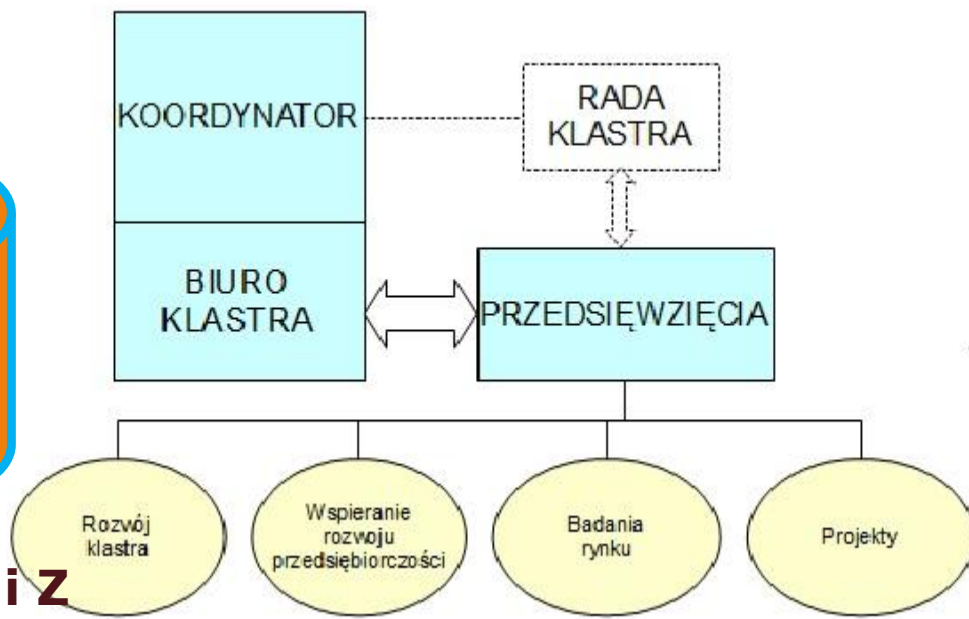 KOORDYNATOR
RADA
KLASTRA
BIURO
KLASTRA
PRZEDSIĘWZIĘCIA
Rozwój
klastra
Wspieranie
rozwoju
przedsiębiorczości
Badania
rynku
Projekty
i Z